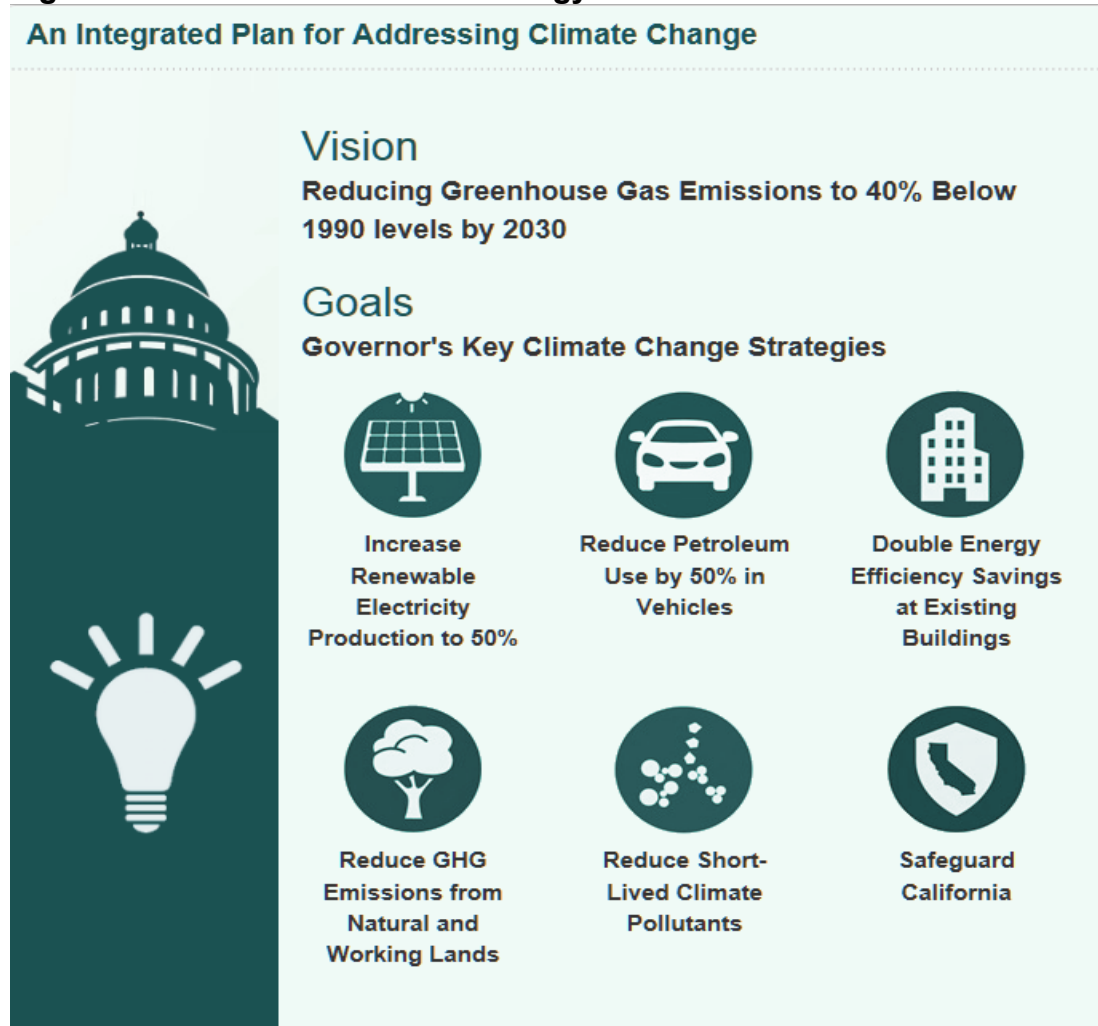 An Integrated Plan for Addressing Climate Change
Vision
Reducing Greenhouse Gas Emissions to 40% Below
1990 levels by 2030
Goals
Governor's Key Climate Change Strategies
Increase
Renewable
Electricity
Production to 50%
Reduce Petroleum
Use by 50% in
Vehicles
Double Energy
Efficiency Savings
at Existing
Buildings
Reduce GHG
Emissions from
Natural and
Working Lands
Reduce Short-
Lived Climate
Pollutants
Safeguard
California